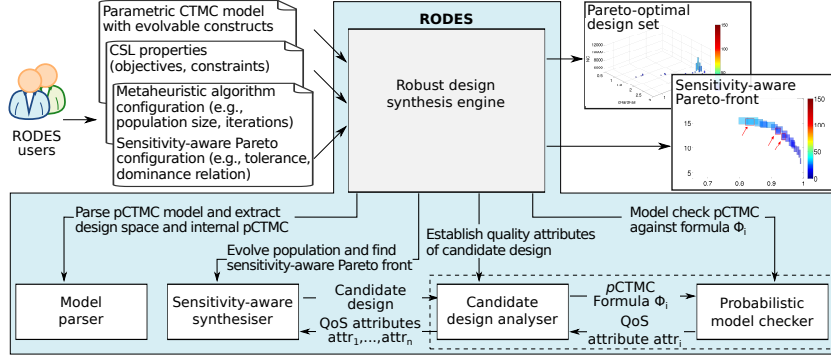 Parametric CTMC model
with evolvable constructs
CSL properties
(objectives, constraints)
Metaheuristic algorithm
configuration (e.g.,
population size, iterations)
Sensitivity-aware Pareto
configuration (e.g., tolerance,
dominance relation)
RODES
users
RODES
Robust design
synthesis engine
Pareto-optimal
design set
150
100
50
0
Sensitivity-aware
Pareto-front
15
10
5
0.7
0.8
0.9
1
150
100
50
0
Parse pCTMC model and extract
design space and internal pCTMC
Evolve population and find
sensitivity-aware Pareto front
Establish quality attributes
of candidate design
Model check pCTMC
against formula Φi
Model
parser
Sensitivity-aware
synthesiser
Candidate
design
QoS attributes
attr1,...,attrn
Candidate
design analyser
pCTMC
Formula Φi
QoS
attribute attri
Probabilistic
model checker